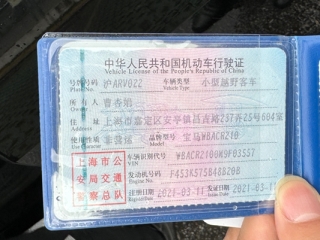 中华人民共和国机动车行驶证
Vehicle License of the People's Republic of China
号牌号码 沪ARV022 车辆类型 小型越野客车
Plate No. Vehicle Type
所有人
Owner
住址 上海市嘉定区安亭镇昌吉路237弄25号604室
Address
使用性质 非营运 品牌型号 宝马WBACR210
Use Character Model
上海市公安局交通警察总队
车辆识别代号
VIN
发动机号码
Engine No.
注册日期 2021-03-11 发证日期 2021-03-11